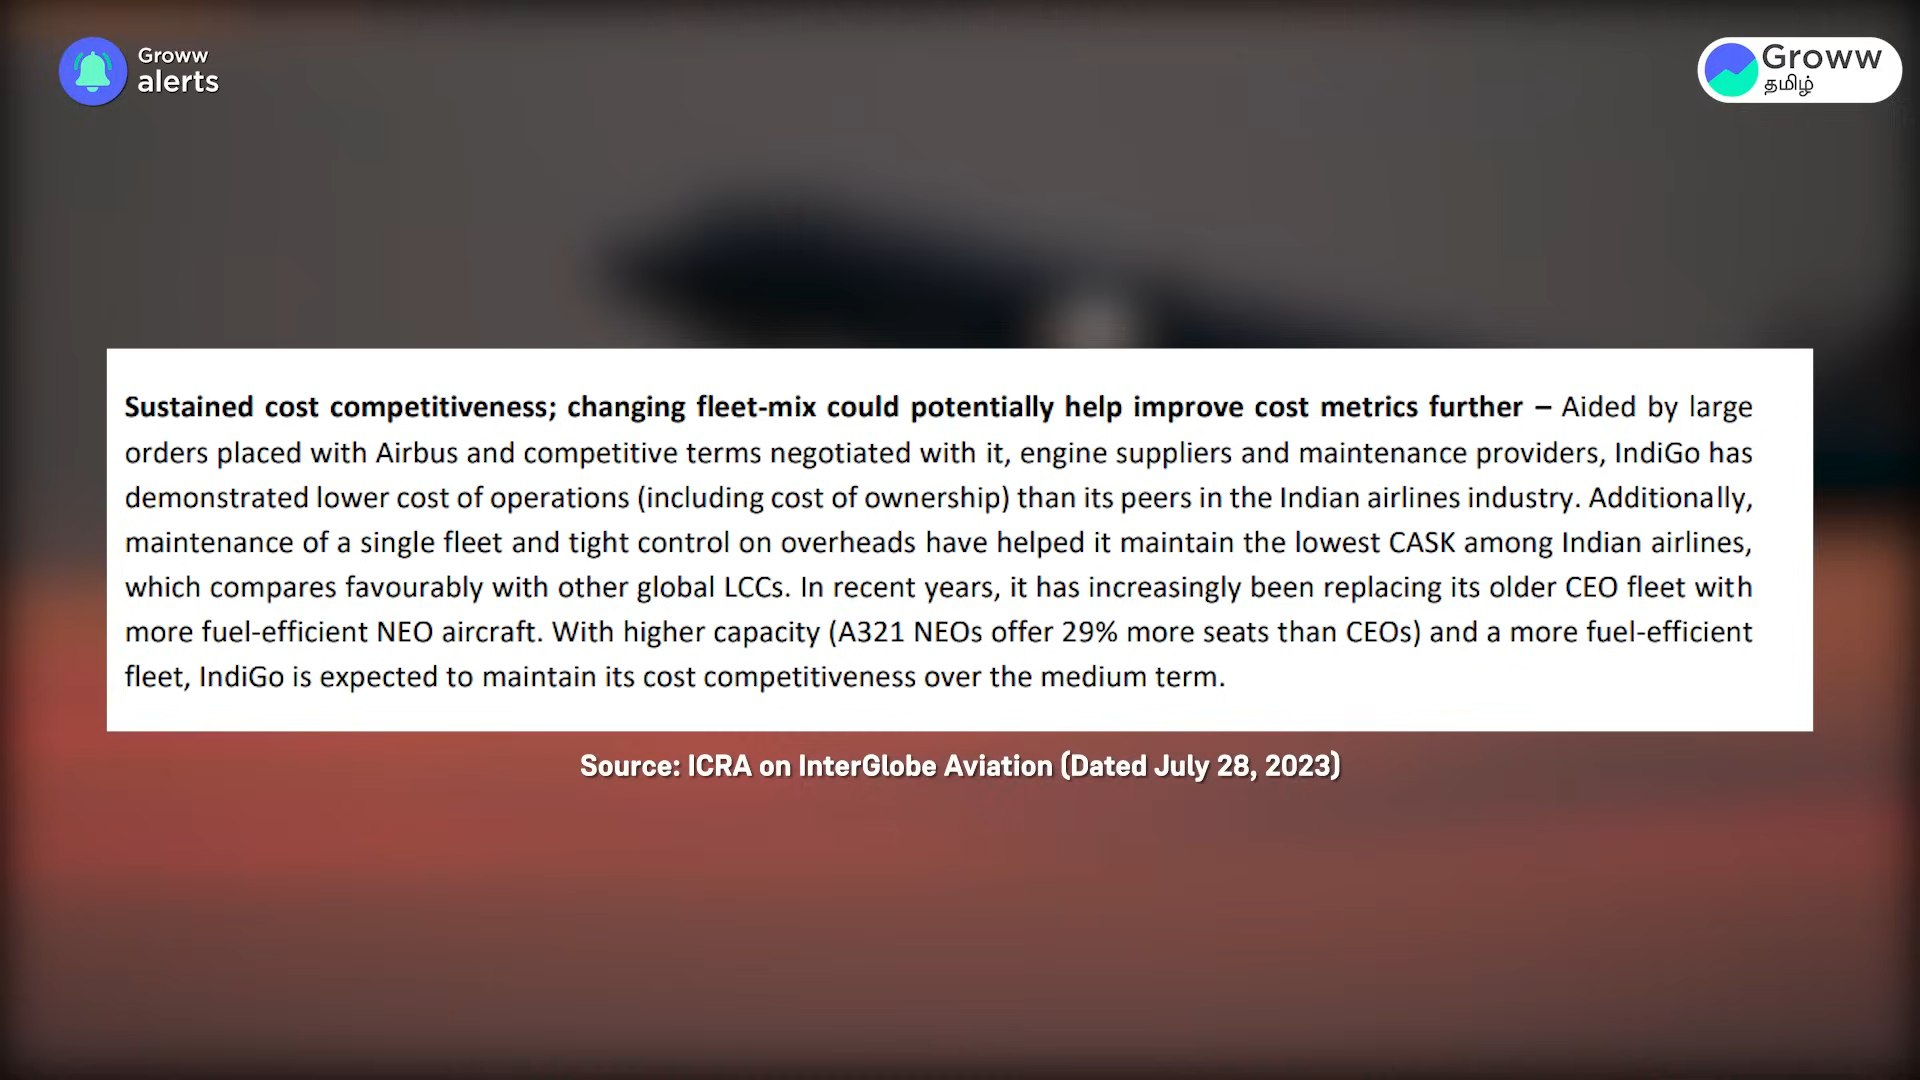 Groww
alerts
Groww
தமிழ்
Sustained cost competitiveness; changing fleet-mix could potentially help improve cost metrics further – Aided by large
orders placed with Airbus and competitive terms negotiated with it, engine suppliers and maintenance providers, IndiGo has
demonstrated lower cost of operations (including cost of ownership) than its peers in the Indian airlines industry. Additionally,
maintenance of a single fleet and tight control on overheads have helped it maintain the lowest CASK among Indian airlines,
which compares favourably with other global LCCs. In recent years, it has increasingly been replacing its older CEO fleet with
more fuel-efficient NEO aircraft. With higher capacity (A321 NEOs offer 29% more seats than CEOs) and a more fuel-efficient
fleet, IndiGo is expected to maintain its cost competitiveness over the medium term.
Source: ICRA on InterGlobe Aviation (Dated July 28, 2023)